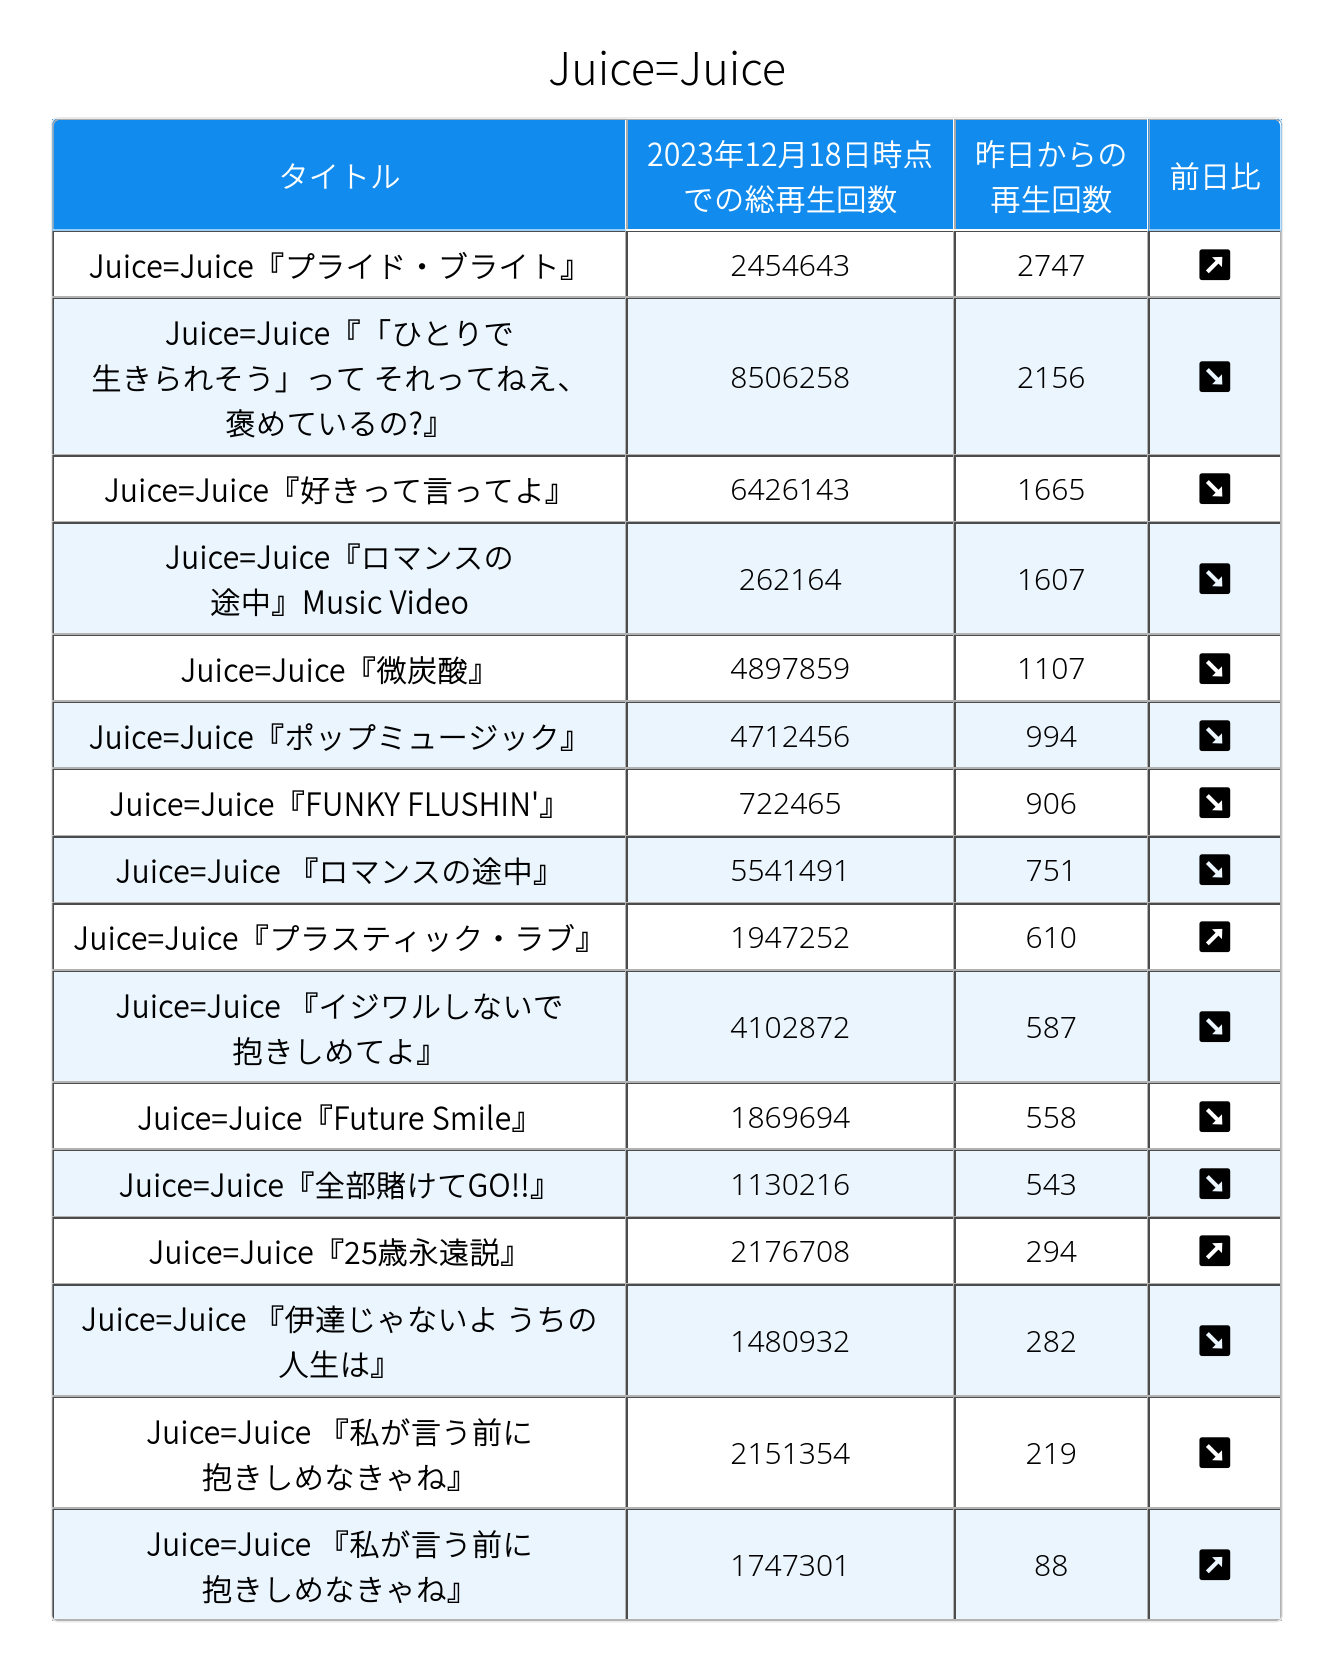 Juice=Juice
タイトル
2023年12月18日時点
での総再生回数
昨日からの
再生回数
前日比
Juice=Juice『プライド・ブライト』
2454643
2747
Juice=Juice『「ひとりで
生きられそう」って それってねえ、
褒めているの?』
8506258
2156
Juice=Juice『好きって言ってよ』
6426143
1665
Juice=Juice『ロマンスの
途中』Music Video
262164
1607
Juice=Juice『微炭酸』
4897859
1107
Juice=Juice『ポップミュージック』
4712456
994
Juice=Juice『FUNKY FLUSHIN'』
722465
906
Juice=Juice 『ロマンスの途中』
5541491
751
Juice=Juice『プラスティック・ラブ』
1947252
610
Juice=Juice 『イジワルしないで
抱きしめてよ』
4102872
587
Juice=Juice『Future Smile』
1869694
558
Juice=Juice『全部賭けてGO!!』
1130216
543
Juice=Juice『25歳永遠説』
2176708
294
Juice=Juice 『伊達じゃないよ うちの
人生は』
1480932
282
Juice=Juice 『私が言う前に
抱きしめなきゃね』
2151354
219
Juice=Juice 『私が言う前に
抱きしめなきゃね』
1747301
88